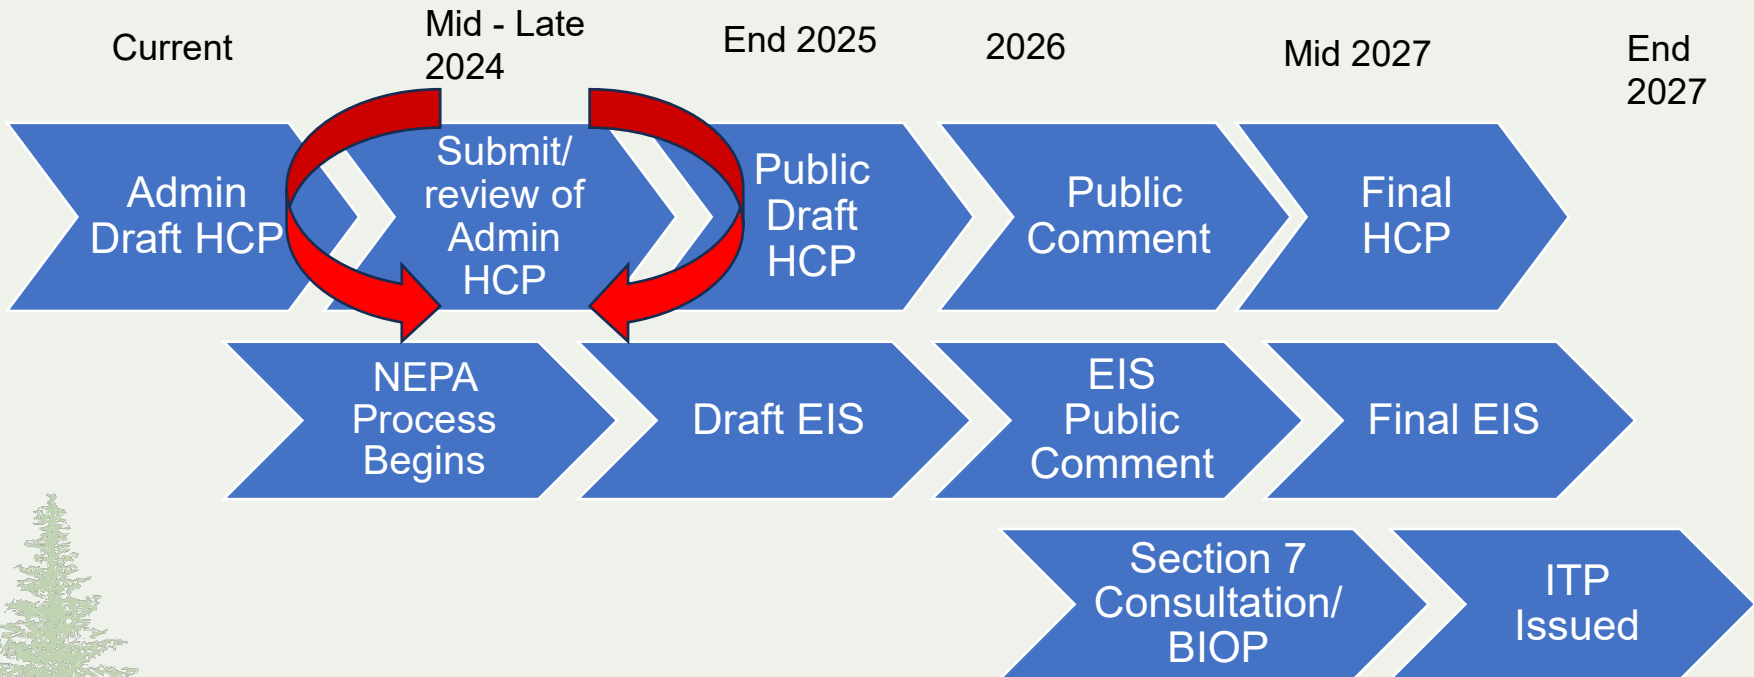 Current
Mid - Late
2024
End 2025
2026
Mid 2027
End
2027
Admin
Draft HCP
Submit/
review of
Admin
HCP
Public
Draft
HCP
Public
Comment
Final
HCP
NEPA
Process
Begins
Draft EIS
EIS
Public
Comment
Final EIS
Section 7
Consultation/
BIOP
ITP
Issued